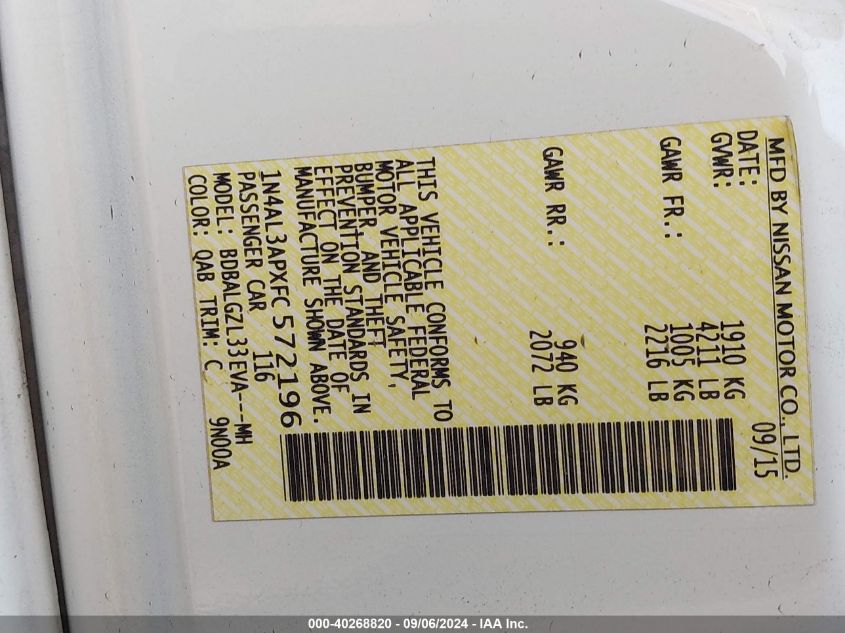 MFD BY NISSAN MOTOR CO., LTD.
DATE: 09/15
GVWR: 1910 KG
4211 LB
GAWR FR.: 1005 KG
2216 LB
GAWR RR.: 940 KG
2072 LB
THIS VEHICLE CONFORMS TO
ALL APPLICABLE FEDERAL
MOTOR VEHICLE SAFETY,
BUMPER, AND THEFT
PREVENTION STANDARDS IN
EFFECT ON THE DATE OF
MANUFACTURE SHOWN ABOVE.
1N4AL3APXFC572196
PASSENGER CAR 116
MODEL: BDBALGZL33EVA---MH
COLOR: QAB TRIM: C 9N00A
000-40268820 - 09/06/2024 - IAA Inc.